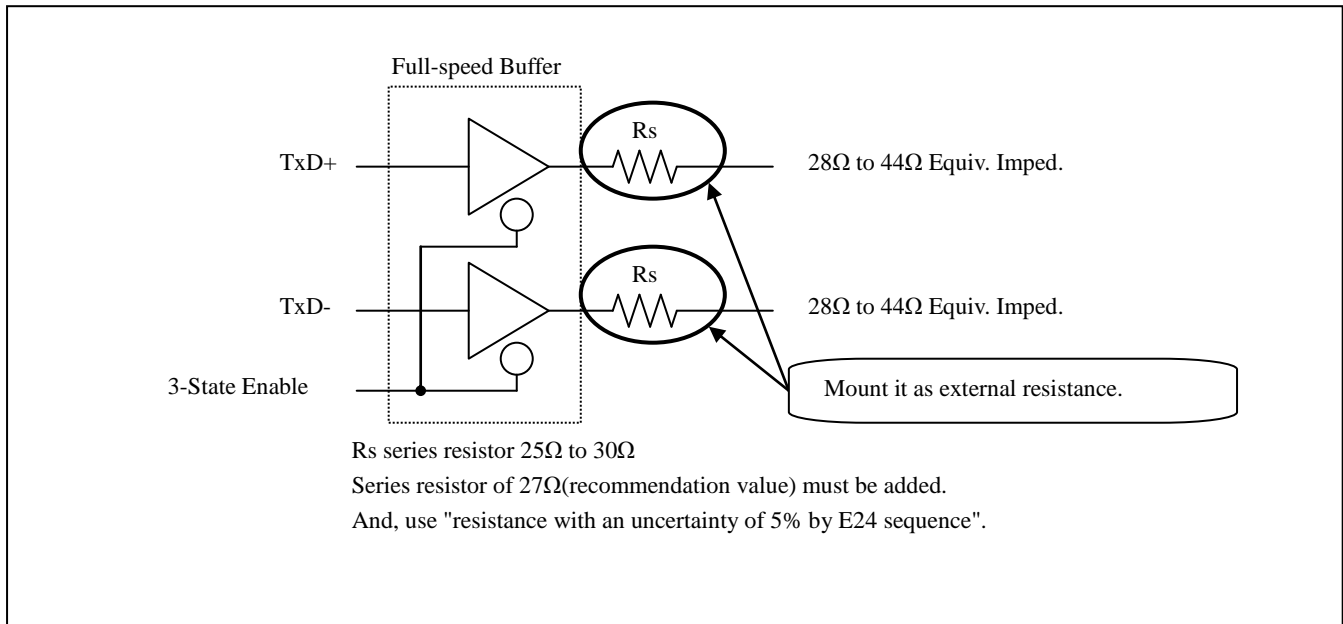 Full-speed Buffer
Rs
TxD+
28Ω to 44Ω Equiv. Imped.
Rs
TxD-
28Ω to 44Ω Equiv. Imped.
3-State Enable
Mount it as external resistance.
Rs series resistor 25Ω to 30Ω
Series resistor of 27Ω(recommendation value) must be added.
And, use "resistance with an uncertainty of 5% by E24 sequence".